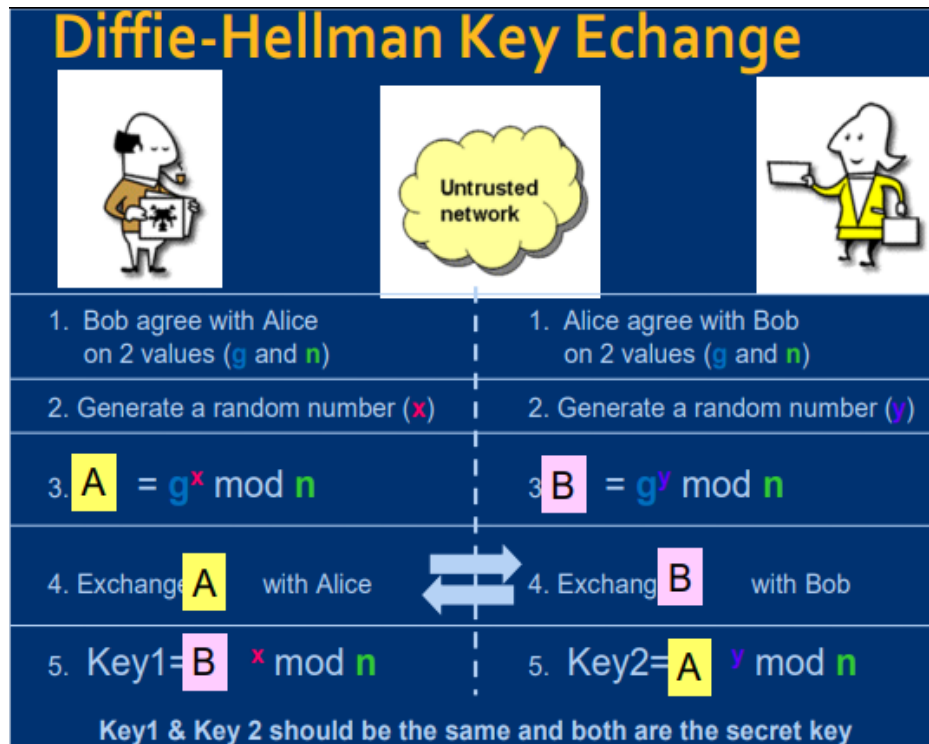 Diffie-Hellman Key Echange
Untrusted
network
1. Bob agree with Alice
on 2 values (g and n)
1. Alice agree with Bob
on 2 values (g and n)
2. Generate a random number (x)
2. Generate a random number (y)
3. A = g^x mod n
3 B = g^y mod n
4. Exchange A with Alice
4. Exchang B with Bob
5. Key1= B ^x mod n
5. Key2= A ^y mod n
Key1 & Key 2 should be the same and both are the secret key